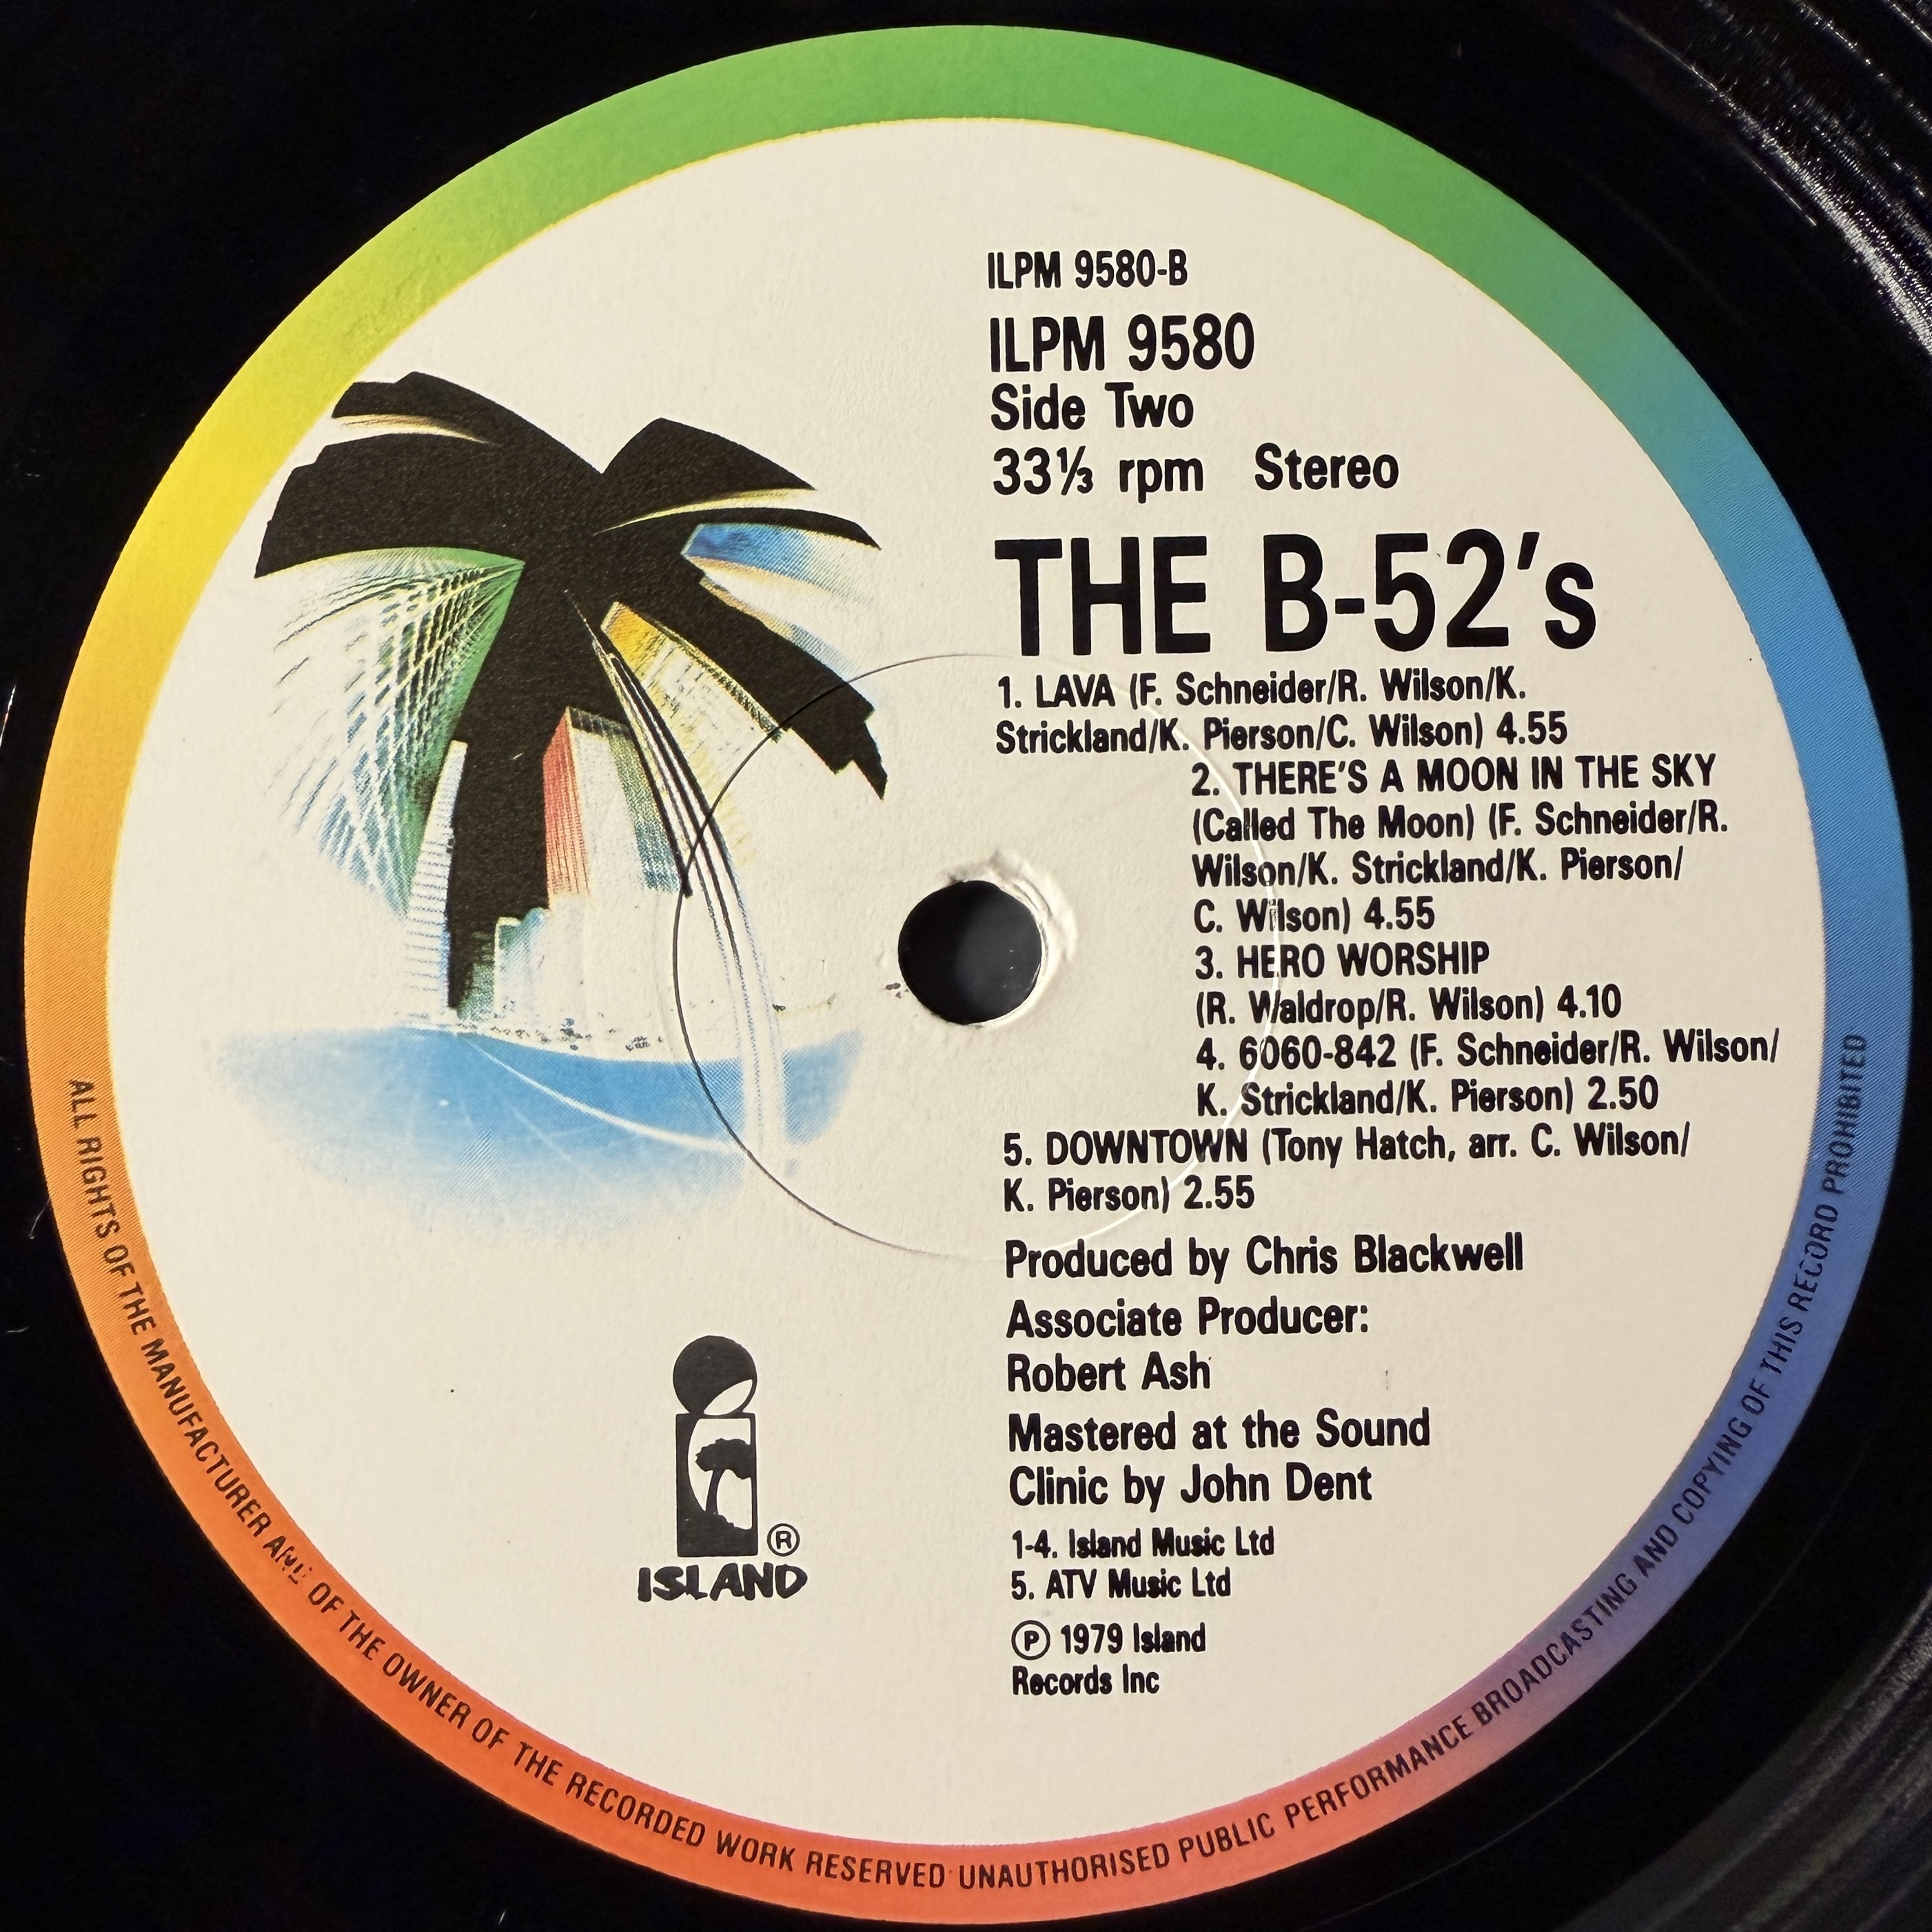 ILPM 9580-B
ILPM 9580
Side Two
33⅓ rpm Stereo
THE B-52's
1. LAVA (F. Schneider/R. Wilson/K.
Strickland/K. Pierson/C. Wilson) 4.55
2. THERE'S A MOON IN THE SKY
(Called The Moon) (F. Schneider/R.
Wilson/K. Strickland/K. Pierson/
C. Wilson) 4.55
3. HERO WORSHIP
(R. Waldrop/R. Wilson) 4.10
4. 6060-842 (F. Schneider/R. Wilson/
K. Strickland/K. Pierson) 2.50
5. DOWNTOWN (Tony Hatch, arr. C. Wilson/
K. Pierson) 2.55
Produced by Chris Blackwell
Associate Producer:
Robert Ash
Mastered at the Sound
Clinic by John Dent
1-4. Island Music Ltd
5. ATV Music Ltd
Ⓟ 1979 Island
Records Inc
®
ISLAND
ALL RIGHTS OF THE MANUFACTURER AND OF THE OWNER OF THE RECORDED WORK RESERVED · UNAUTHORISED PUBLIC PERFORMANCE BROADCASTING AND COPYING OF THIS RECORD PROHIBITED